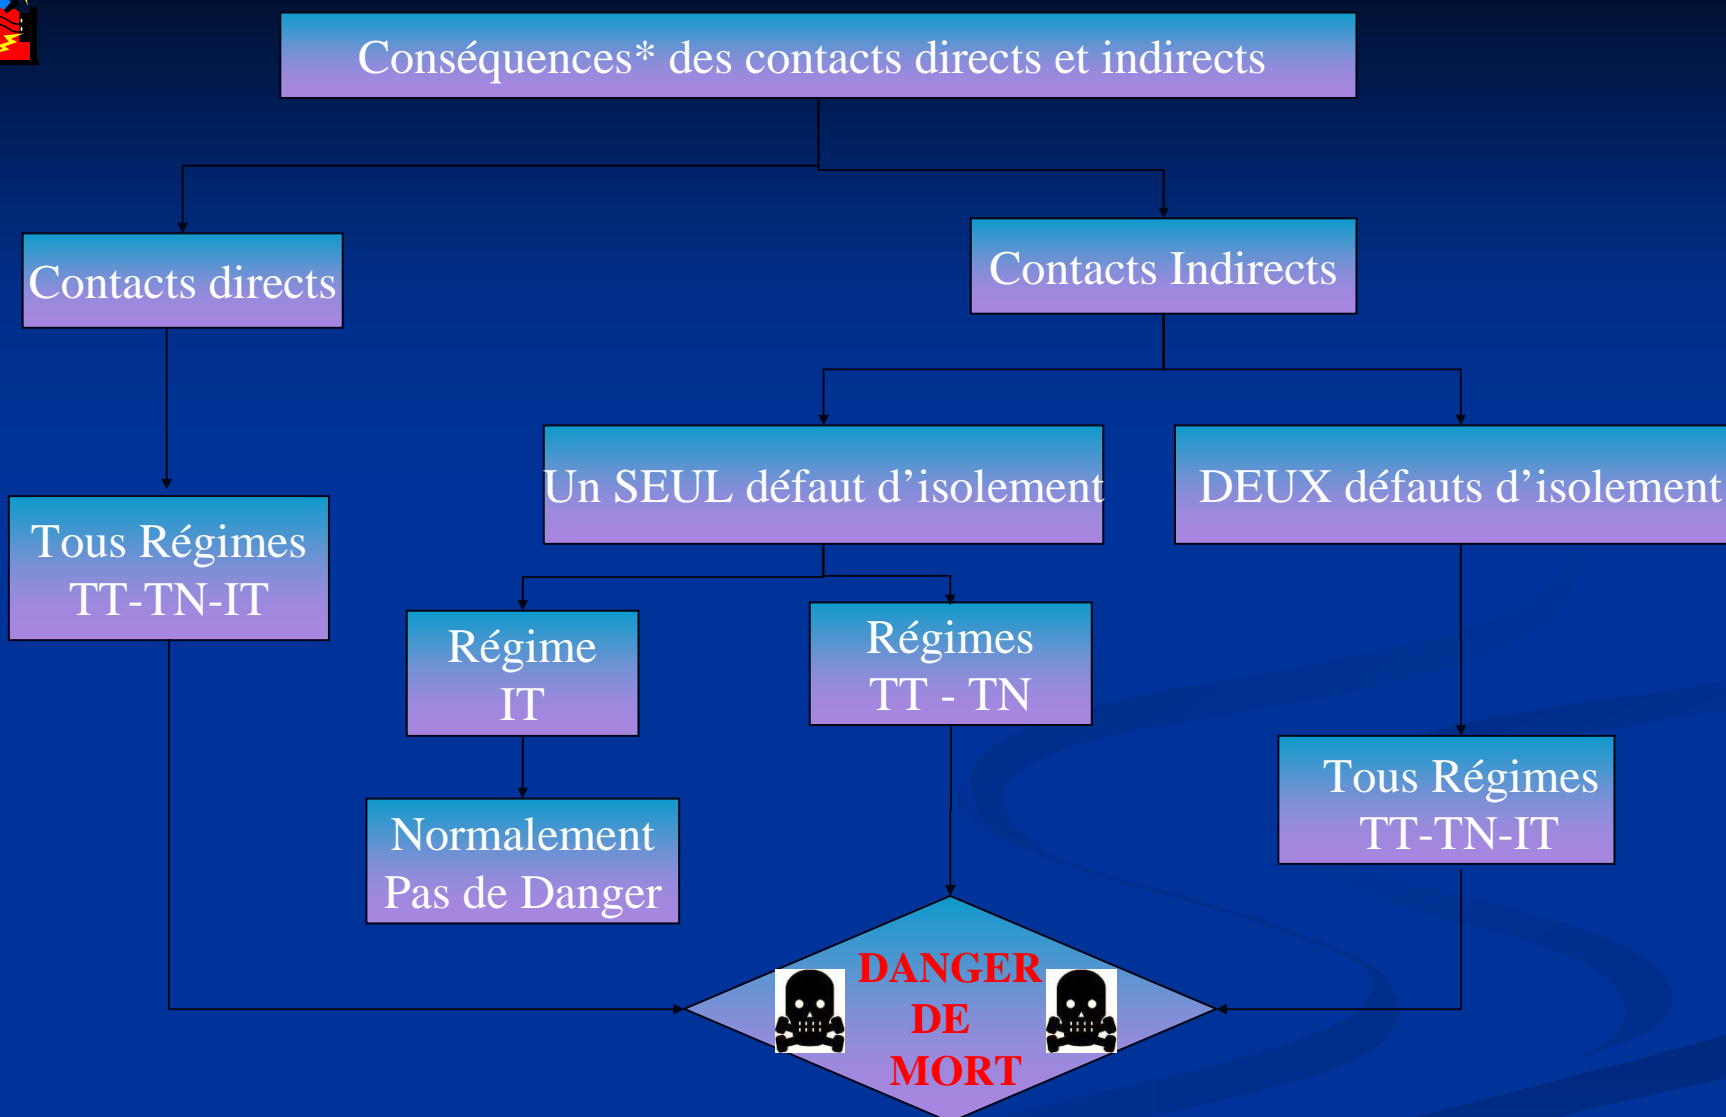 Conséquences* des contacts directs et indirects
Contacts directs
Contacts Indirects
Un SEUL défaut d’isolement
DEUX défauts d’isolement
Tous Régimes
TT-TN-IT
Régime
IT
Régimes
TT - TN
Tous Régimes
TT-TN-IT
Normalement
Pas de Danger
DANGER
DE
MORT